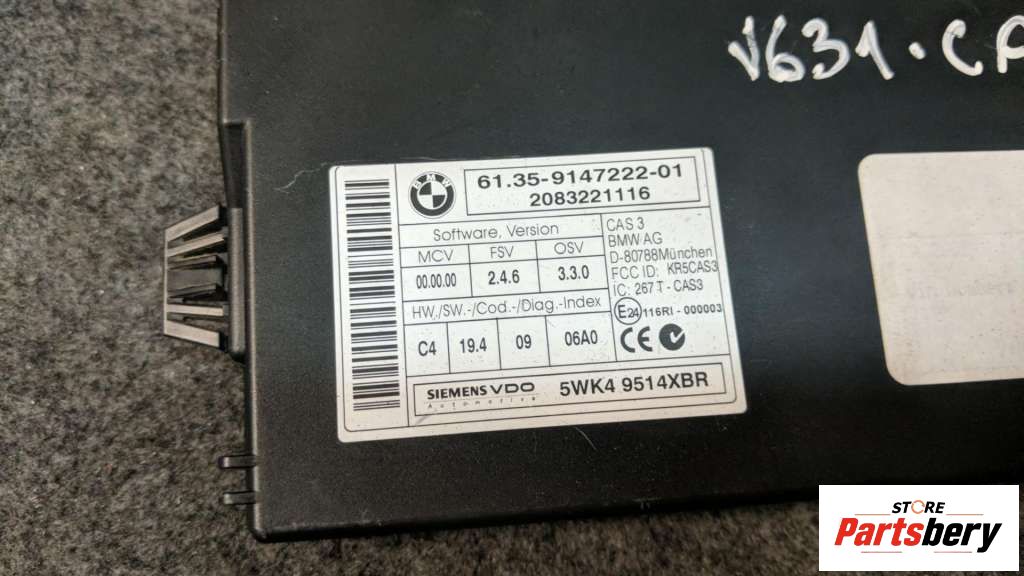 V631.CA
BMW
61.35-9147222-01
2083221116
Software, Version
MCV FSV OSV
00.00.00 2.4.6 3.3.0
HW./SW.-/Cod.-/Diag.-Index
C4 19.4 09 06A0
CAS 3
BMW AG
D-80788München
FCC ID: KR5CAS3
IC: 267 T - CAS3
E24 116RI - 000003
CE
SIEMENS VDO
Automotive
5WK4 9514XBR
STORE
Partsbery